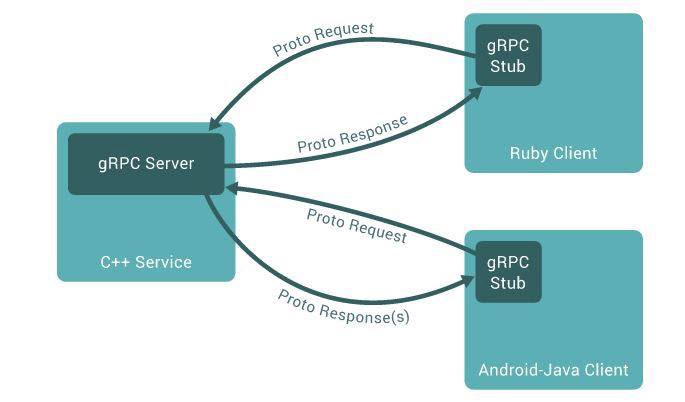 Proto Request
gRPC
Stub
Proto Response
Ruby Client
gRPC Server
C++ Service
Proto Request
gRPC
Stub
Proto Response(s)
Android-Java Client